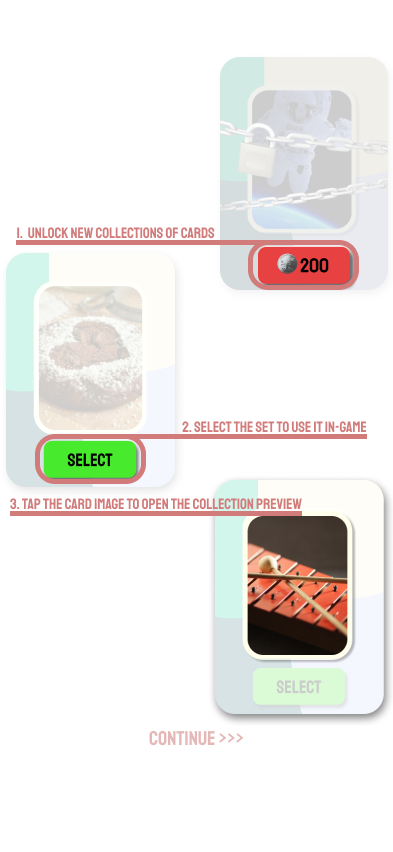 1. UNLOCK NEW COLLECTIONS OF CARDS
200
2. SELECT THE SET TO USE IT IN-GAME
SELECT
3. TAP THE CARD IMAGE TO OPEN THE COLLECTION PREVIEW
SELECT
CONTINUE >>>